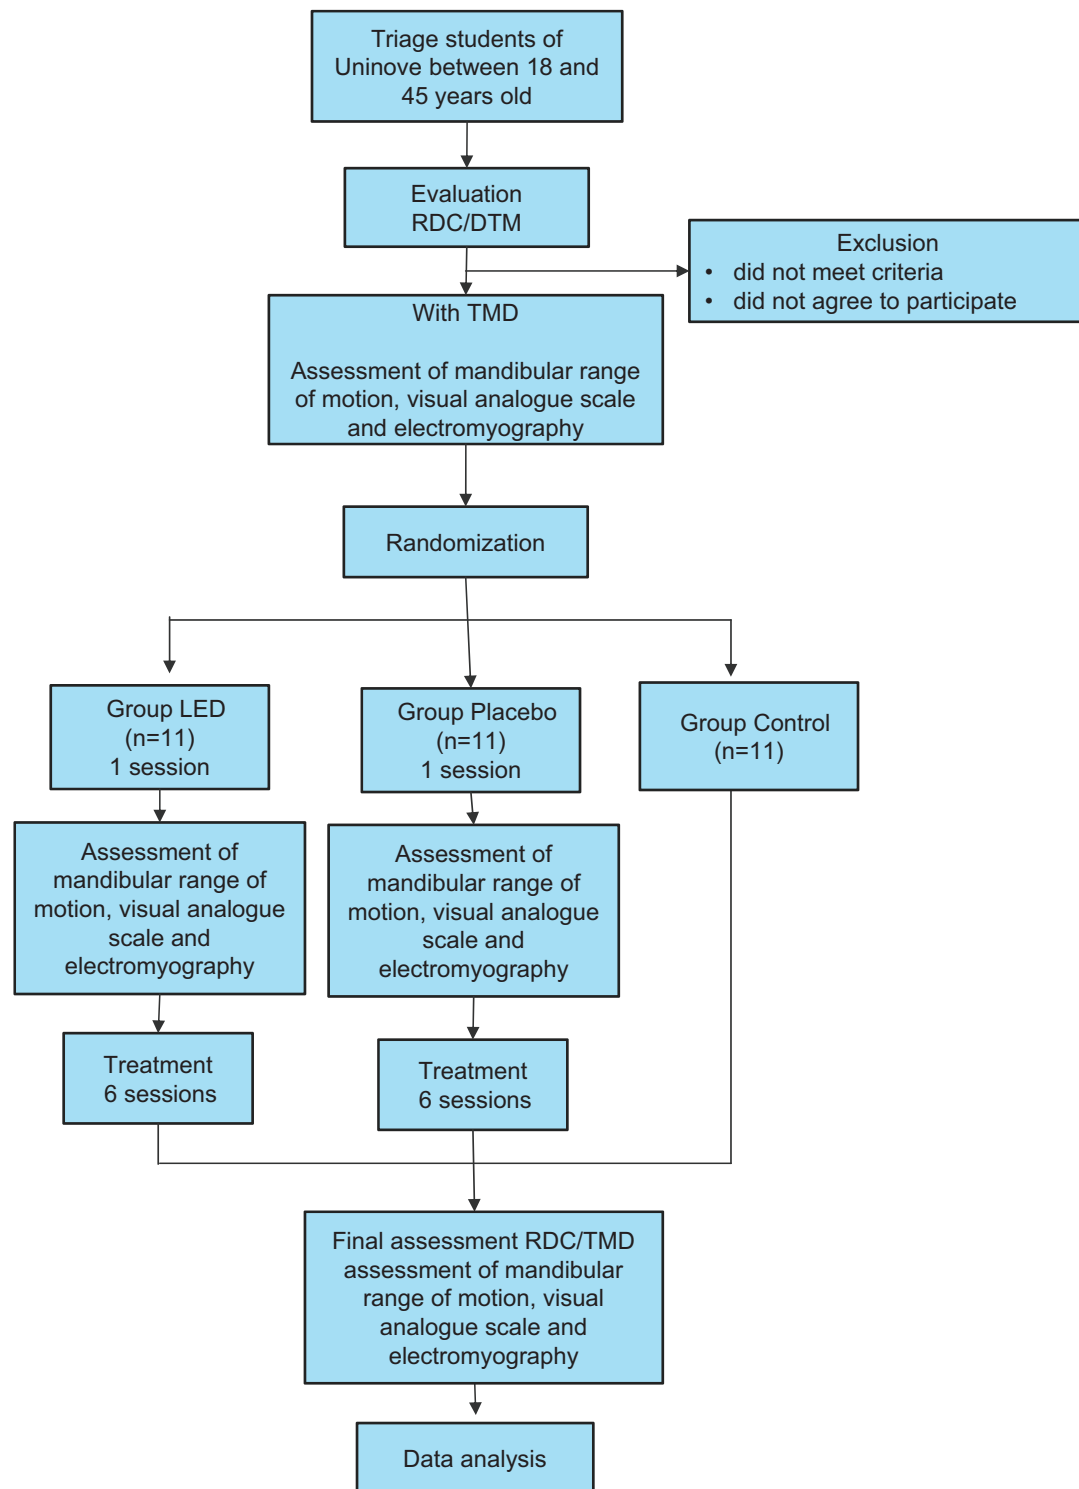 Triage students of
Uninove between 18 and
45 years old
Evaluation
RDC/DTM
Exclusion
• did not meet criteria
• did not agree to participate
With TMD
Assessment of mandibular range
of motion, visual analogue scale
and electromyography
Randomization
Group LED
(n=11)
1 session
Group Placebo
(n=11)
1 session
Group Control
(n=11)
Assessment of
mandibular range of
motion, visual analogue
scale and
electromyography
Assessment of
mandibular range of
motion, visual analogue
scale and
electromyography
Treatment
6 sessions
Treatment
6 sessions
Final assessment RDC/TMD
assessment of mandibular
range of motion, visual
analogue scale and
electromyography
Data analysis